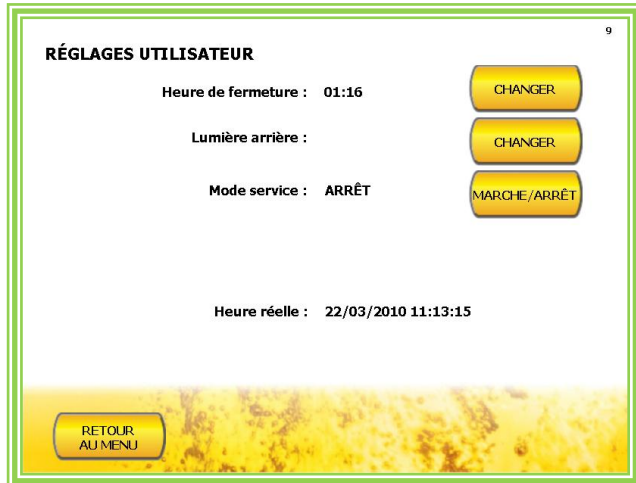 9
RÉGLAGES UTILISATEUR
Heure de fermeture : 01:16 CHANGER
Lumière arrière : CHANGER
Mode service : ARRÊT MARCHE/ARRÊT
Heure réelle : 22/03/2010 11:13:15
RETOUR
AU MENU